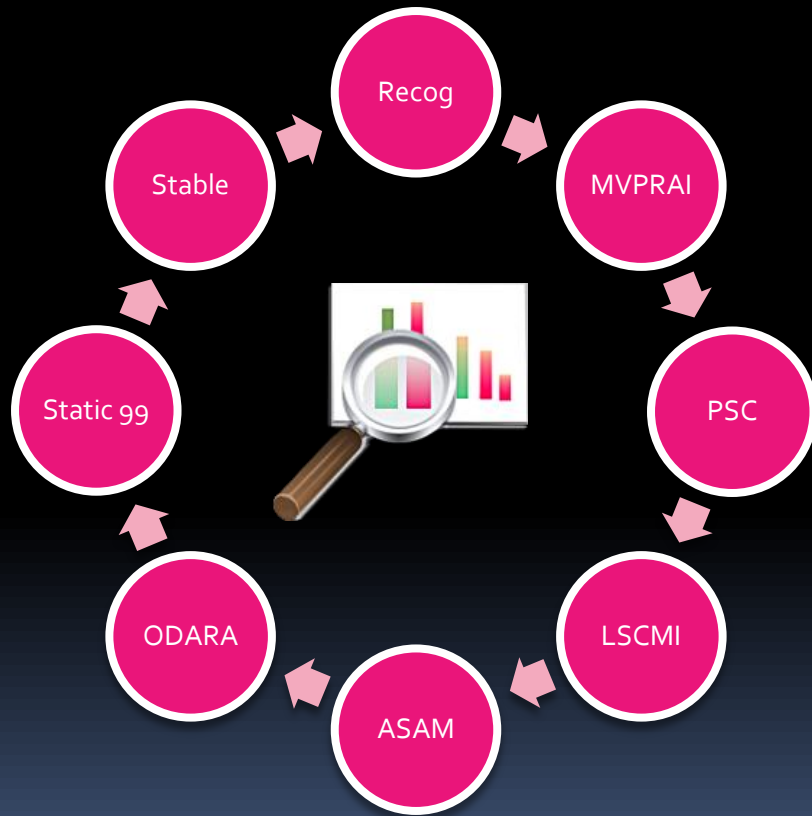 Recog
MVPRAI
PSC
LSCMI
ASAM
ODARA
Static 99
Stable